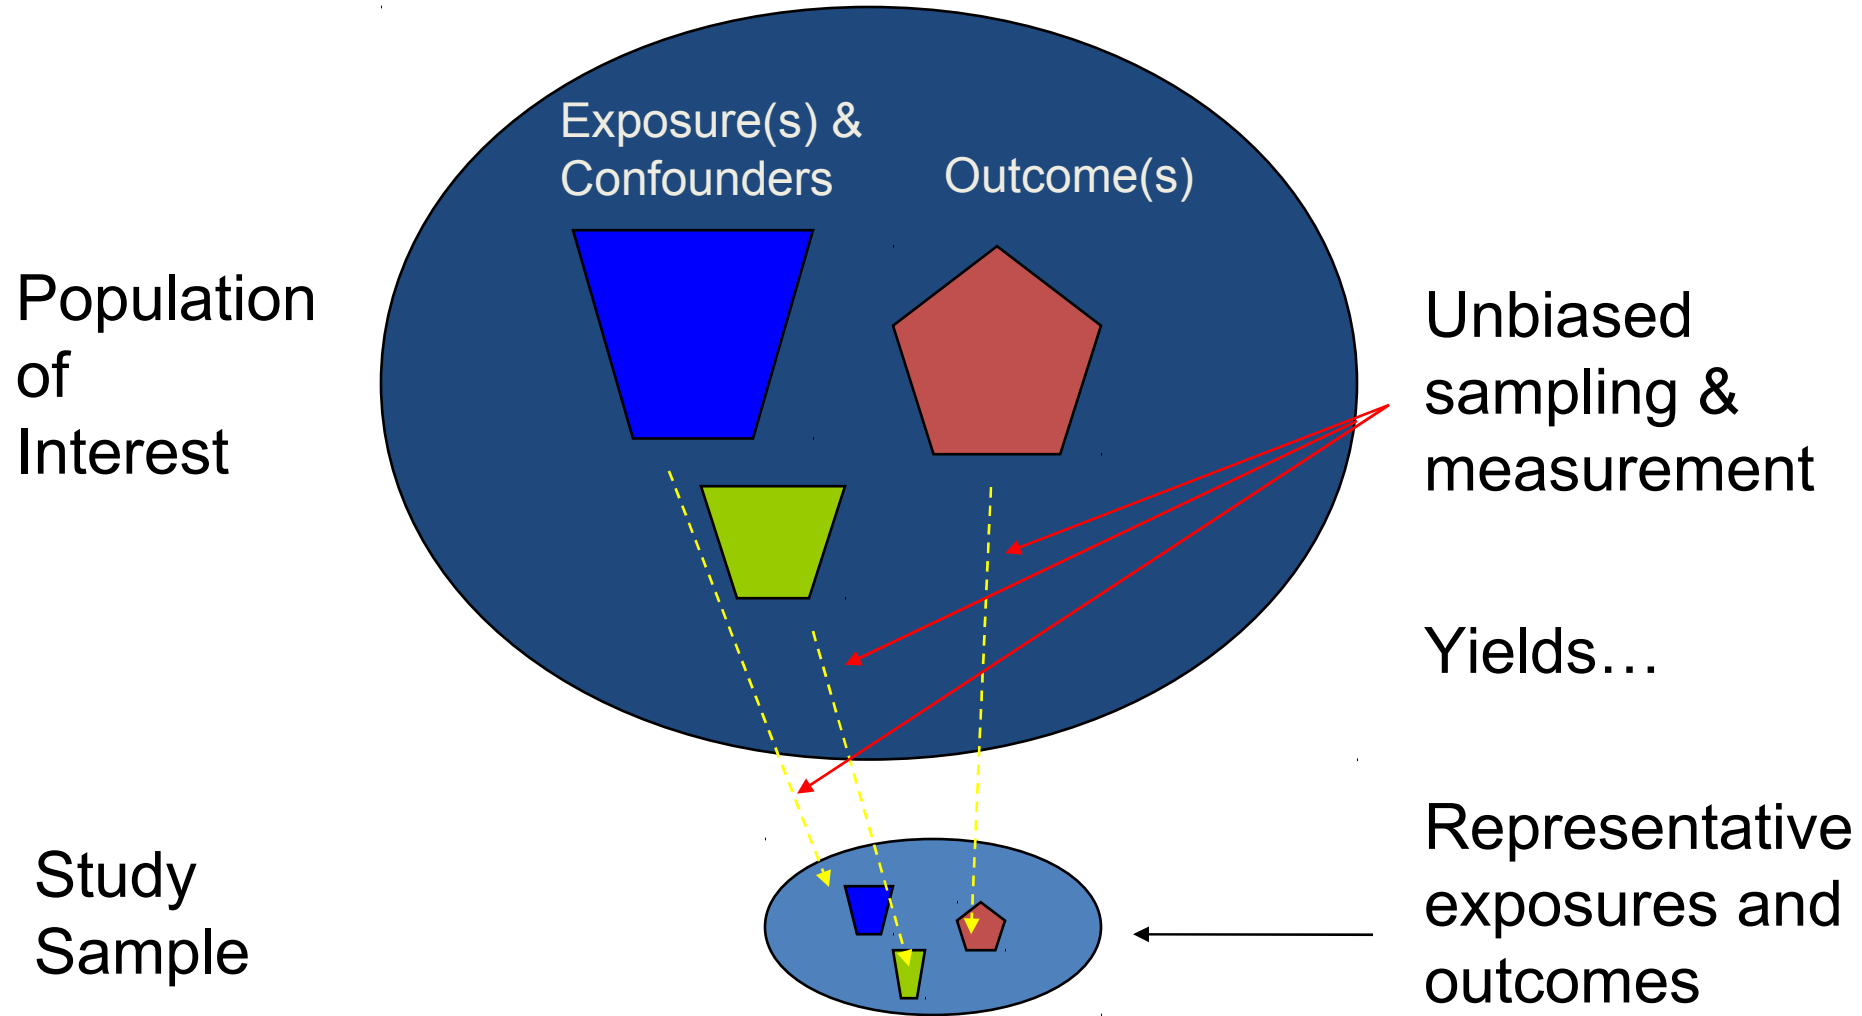 Exposure(s) &
Confounders
Outcome(s)
Population
of
Interest
Unbiased
sampling &
measurement
Yields…
Study
Sample
Representative
exposures and
outcomes